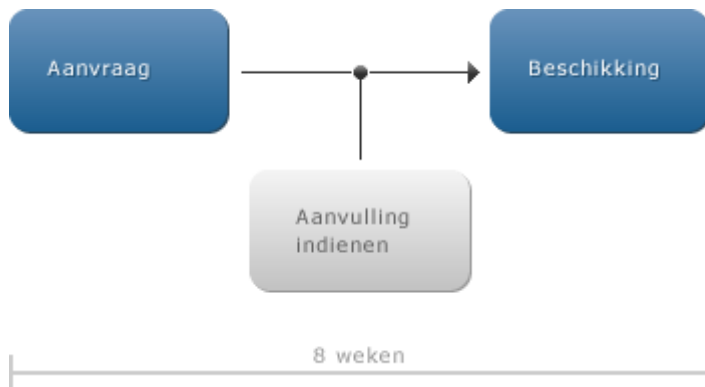 Aanvraag
Beschikking
Aanvulling
indienen
8 weken